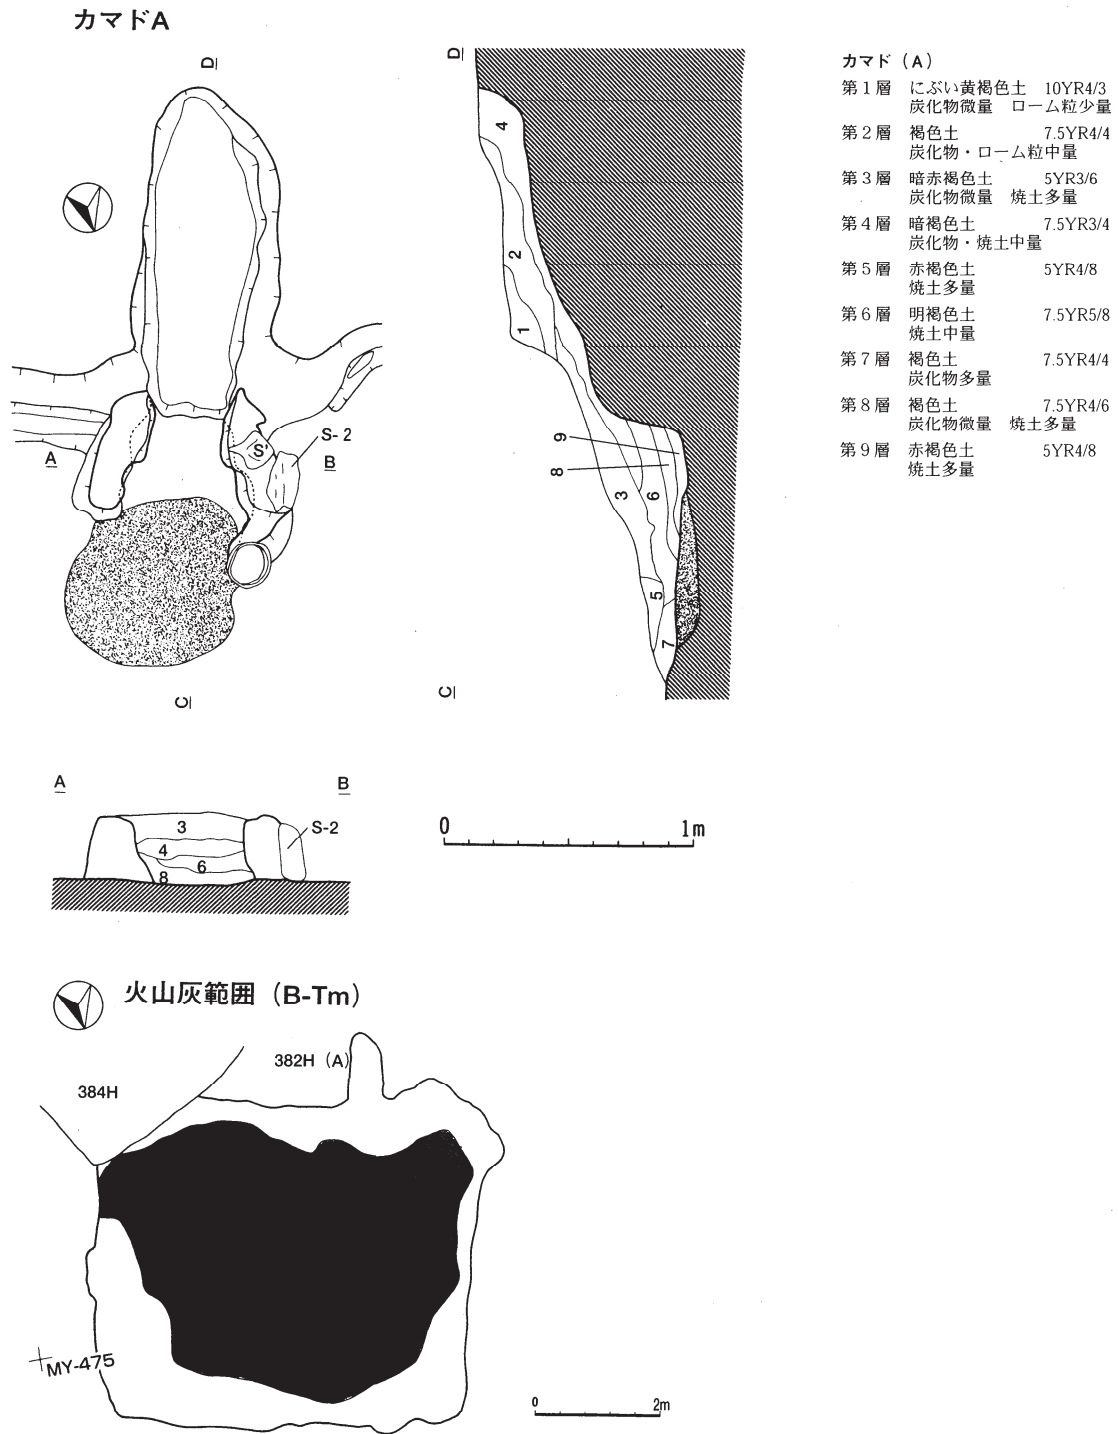 カマドA
D
D
カマド（A）
第1層 にぶい黄褐色土 10YR4/3
炭化物微量 ローム粒少量
第2層 褐色土 7.5YR4/4
炭化物・ローム粒中量
第3層 暗赤褐色土 5YR3/6
炭化物微量 焼土多量
第4層 暗褐色土 7.5YR3/4
炭化物・焼土中量
第5層 赤褐色土 5YR4/8
焼土多量
第6層 明褐色土 7.5YR5/8
焼土中量
第7層 褐色土 7.5YR4/4
炭化物多量
第8層 褐色土 7.5YR4/6
炭化物微量 焼土多量
第9層 赤褐色土 5YR4/8
焼土多量
4
2
1
9
8
3
6
5
7
A
S
S-2
B
C
C
A
B
3
4
6
8
S-2
0 1m
火山灰範囲（B-Tm）
382H（A）
384H
MY-475
0 2m